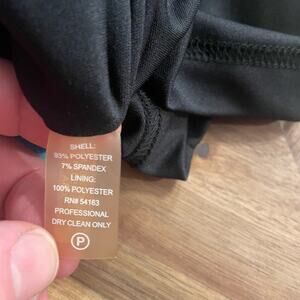 SHELL:
93% POLYESTER
7% SPANDEX
LINING:
100% POLYESTER
RN# 54163
PROFESSIONAL
DRY CLEAN ONLY
P